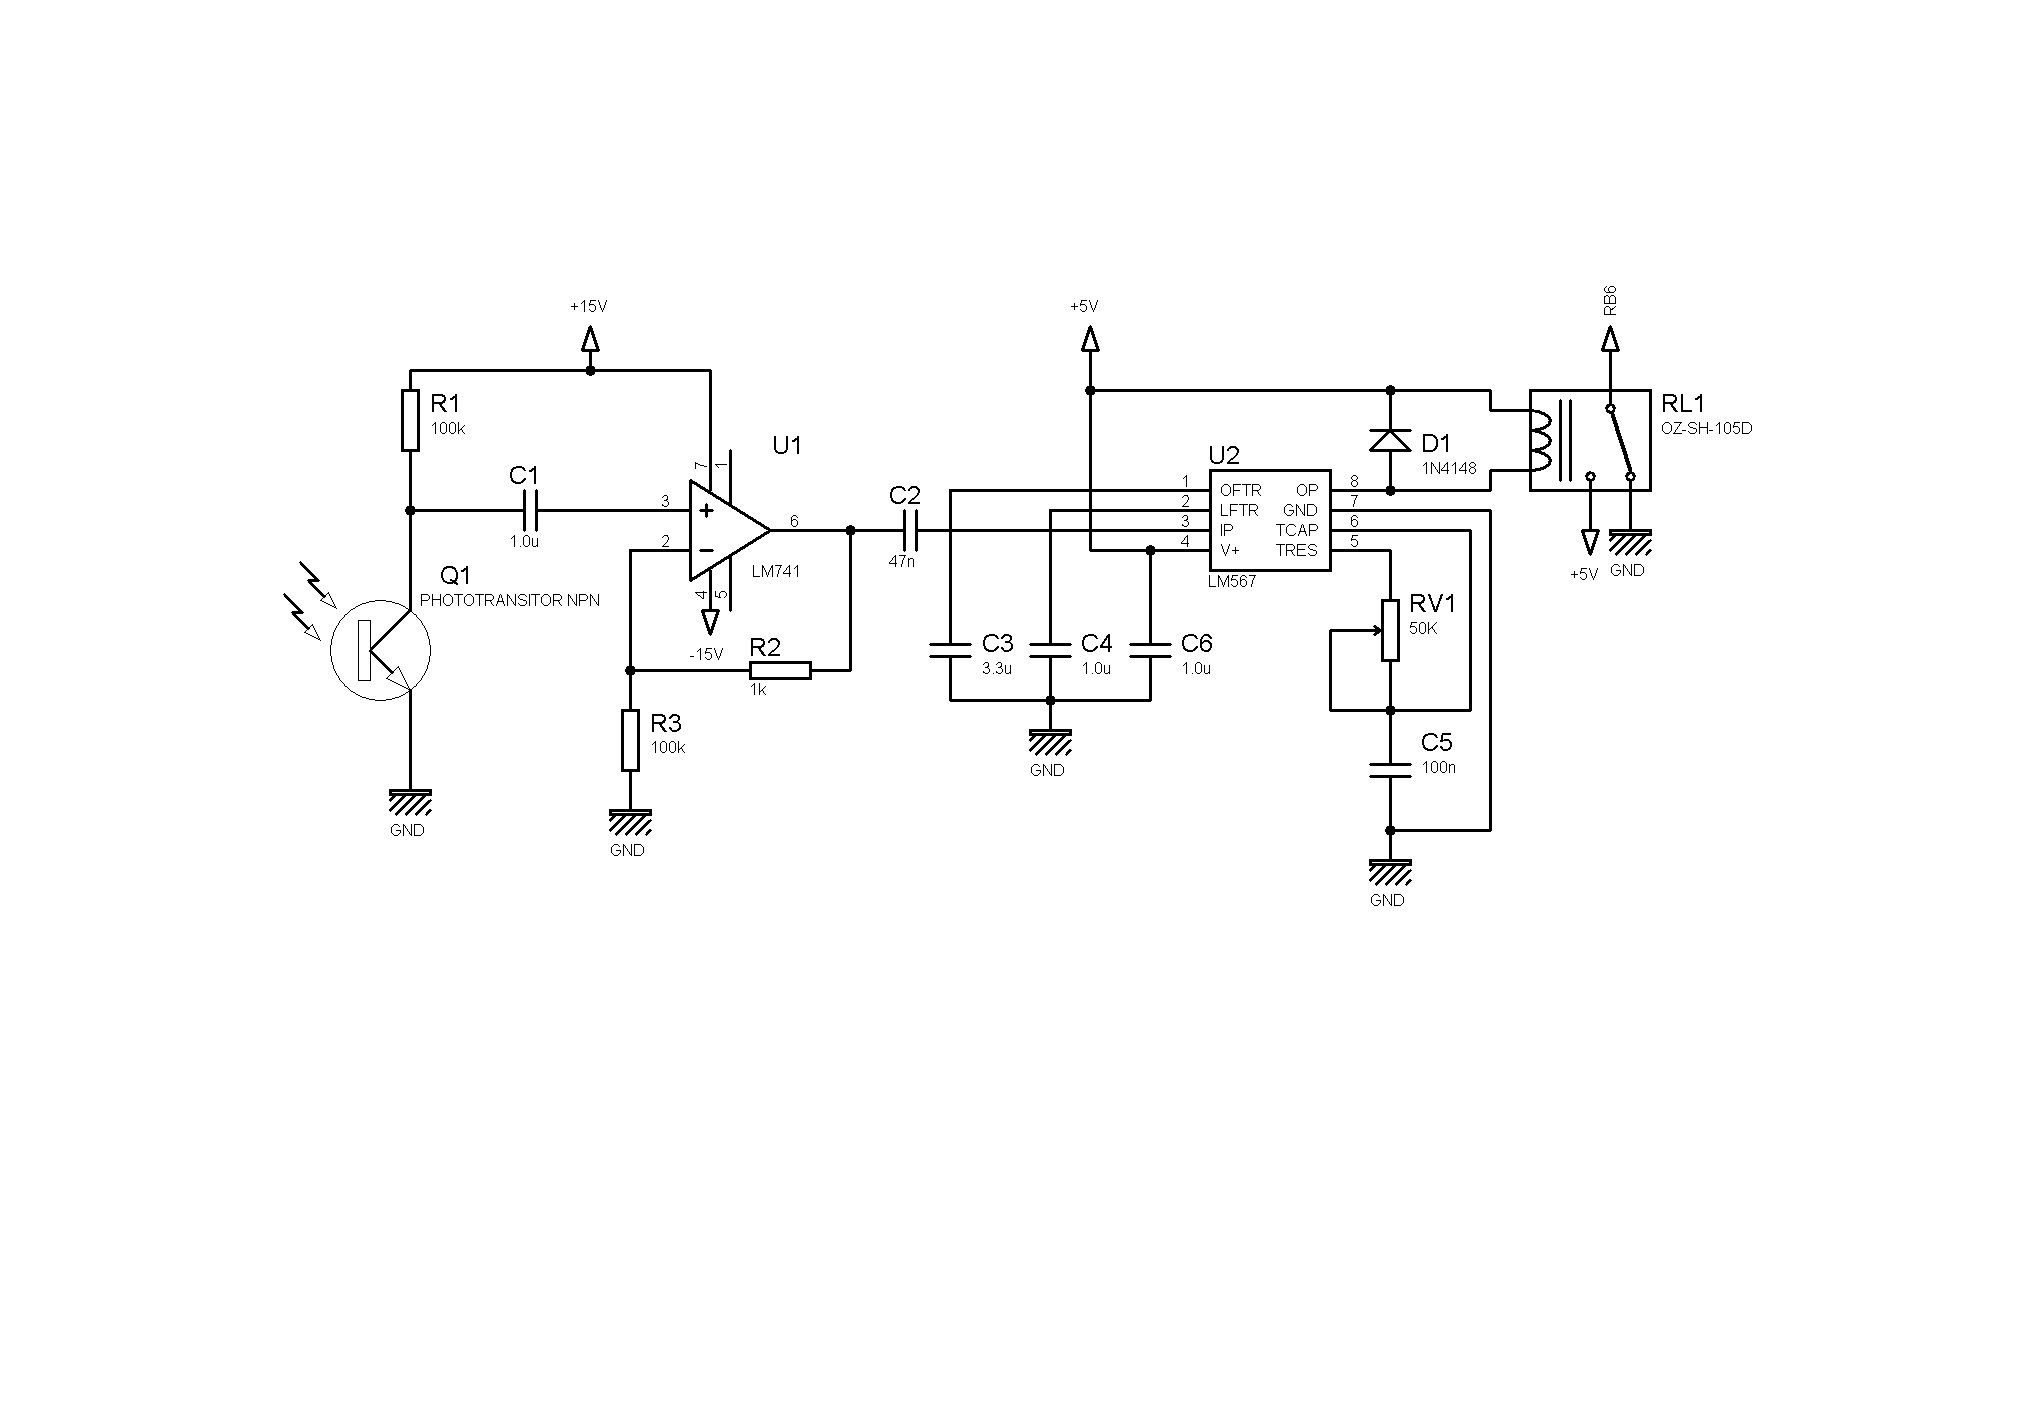 +15V
+5V
RB6
R1
100k
U1
7
1
C1
1.0u
3
+
2
−
6
LM741
4
5
-15V
C2
47n
Q1
PHOTOTRANSITOR NPN
R2
1k
R3
100k
GND
GND
U2
1
2
3
4
OFTR
LFTR
IP
V+
OP
GND
TCAP
TRES
8
7
6
5
LM567
D1
1N4148
RL1
OZ-SH-105D
+5V
GND
C3
3.3u
C4
1.0u
C6
1.0u
GND
RV1
50K
C5
100n
GND